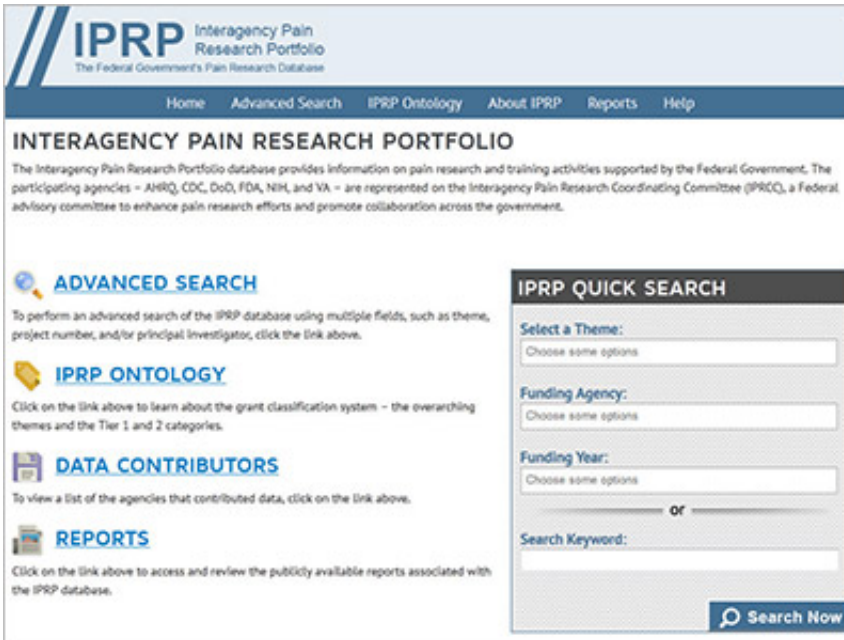 IPRP Interagency Pain
Research Portfolio
The Federal Government's Pain Research Database
Home Advanced Search IPRP Ontology About IPRP Reports Help
INTERAGENCY PAIN RESEARCH PORTFOLIO
The Interagency Pain Research Portfolio database provides information on pain research and training activities supported by the Federal Government. The
participating agencies – AHRQ, CDC, DoD, FDA, NIH, and VA – are represented on the Interagency Pain Research Coordinating Committee (IPRCC), a Federal
advisory committee to enhance pain research efforts and promote collaboration across the government.
ADVANCED SEARCH
To perform an advanced search of the IPRP database using multiple fields, such as theme,
project number, and/or principal investigator, click the link above.
IPRP ONTOLOGY
Click on the link above to learn about the grant classification system – the overarching
themes and the Tier 1 and 2 categories.
DATA CONTRIBUTORS
To view a list of the agencies that contributed data, click on the link above.
REPORTS
Click on the link above to access and review the publicly available reports associated with
the IPRP database.
IPRP QUICK SEARCH
Select a Theme:
Choose some options
Funding Agency:
Choose some options
Funding Year:
Choose some options
or
Search Keyword:
Search Now